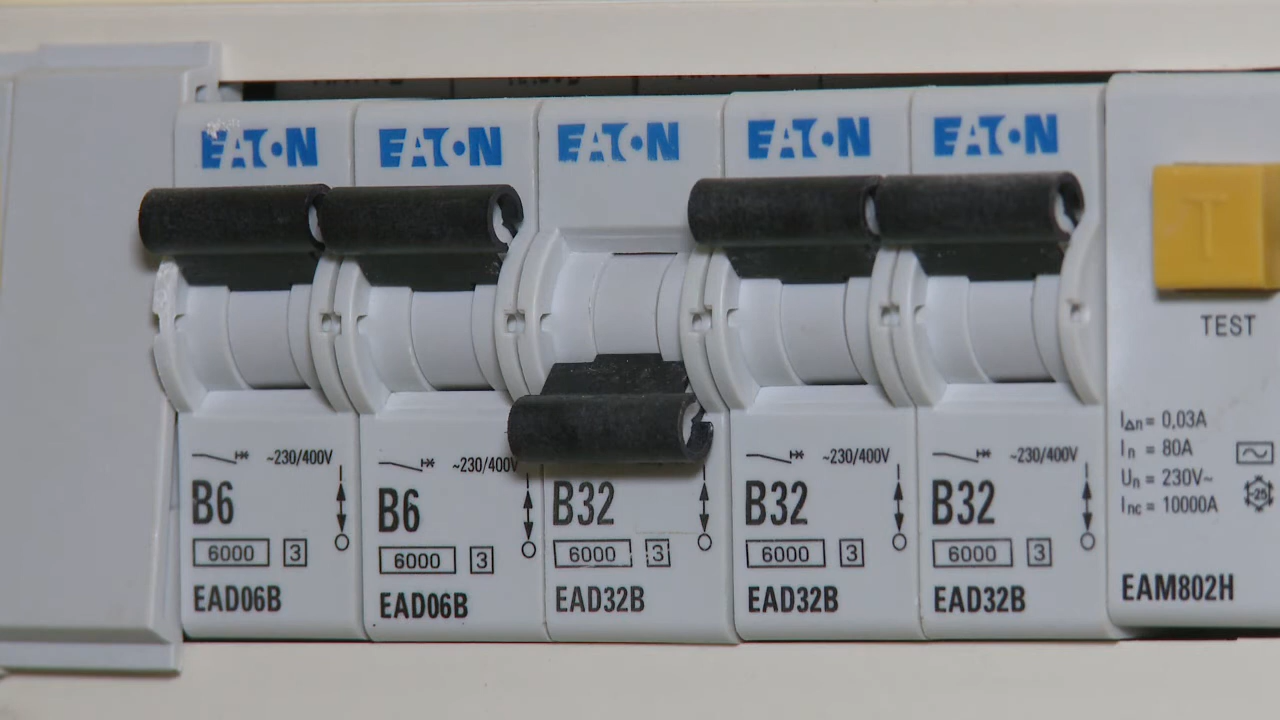 EATON
~230/400V
B6
6000 3
EAD06B
EATON
~230/400V
B6
6000 3
EAD06B
EATON
B32
6000 3
EAD32B
EATON
~230/400V
B32
6000 3
EAD32B
EATON
~230/400V
B32
6000 3
EAD32B
T
TEST
I∆n = 0,03A
In = 80A
Un = 230V~
Inc = 10000A
-25
EAM802H